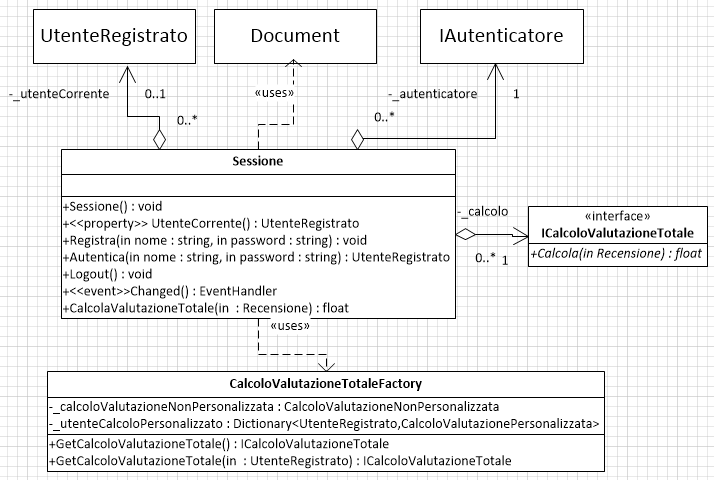 UtenteRegistrato
Document
IAutenticatore
-_utenteCorrente
0..1
«uses»
-_autenticatore
1
0..*
0..*
Sessione
+Sessione() : void
+<<property>> UtenteCorrente() : UtenteRegistrato
+Registra(in nome : string, in password : string) : void
+Autentica(in nome : string, in password : string) : UtenteRegistrato
+Logout() : void
+<<event>>Changed() : EventHandler
+CalcolaValutazioneTotale(in  : Recensione) : float
-_calcolo
0..*
1
«interface»
ICalcoloValutazioneTotale
+Calcola(in Recensione) : float
«uses»
CalcoloValutazioneTotaleFactory
-_calcoloValutazioneNonPersonalizzata : CalcoloValutazioneNonPersonalizzata
-_utenteCalcoloPersonalizzato : Dictionary<UtenteRegistrato,CalcoloValutazionePersonalizzata>
+GetCalcoloValutazioneTotale() : ICalcoloValutazioneTotale
+GetCalcoloValutazioneTotale(in  : UtenteRegistrato) : ICalcoloValutazioneTotale